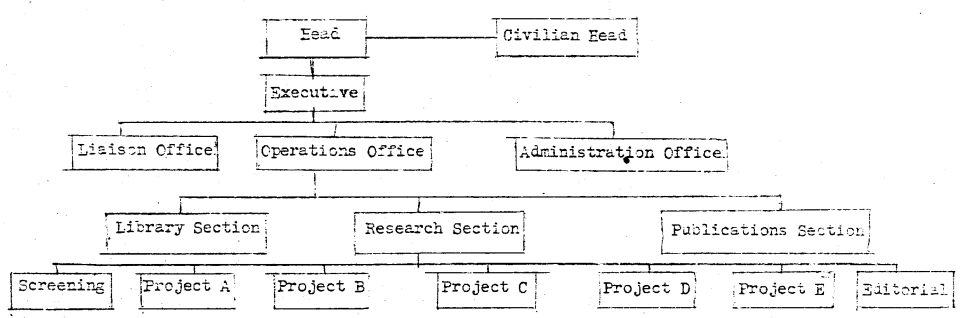 Head Civilian Head
Executive
Liaison Office Operations Office Administration Office
Library Section Research Section Publications Section
Screening Project A Project B Project C Project D Project E Editorial